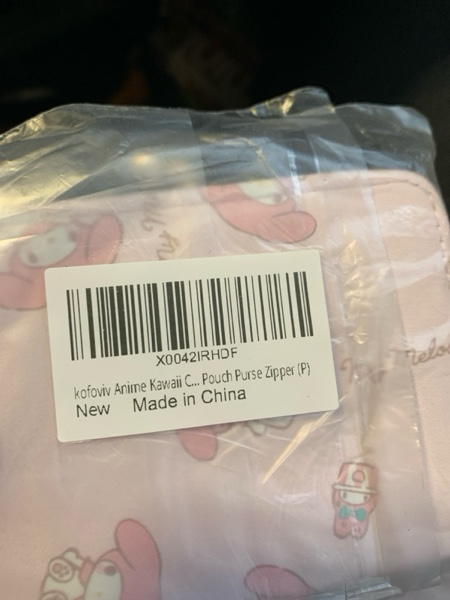 X0042IRHDF
kofoviv Anime Kawaii C... Pouch Purse Zipper (P)
New Made in China